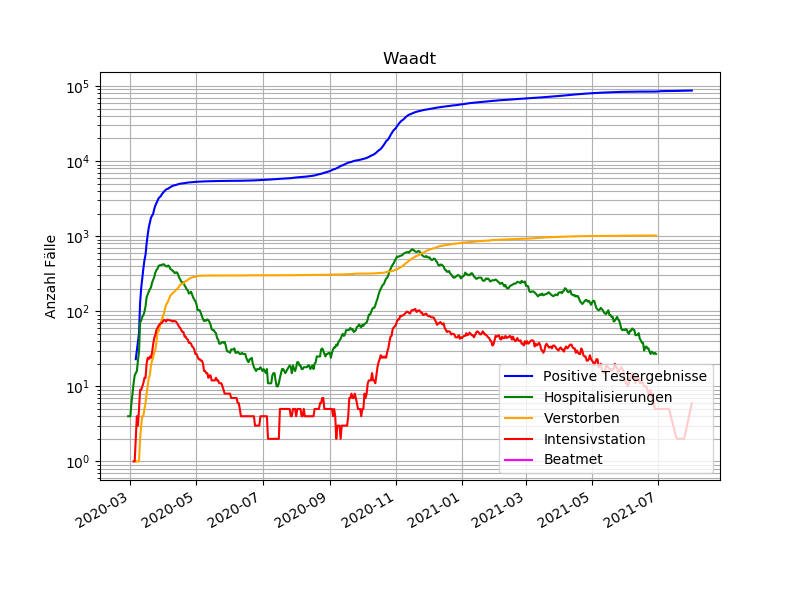 Waadt
Anzahl Fälle
10^5
10^4
10^3
10^2
10^1
10^0
Positive Testergebnisse
Hospitalisierungen
Verstorben
Intensivstation
Beatmet
2020-03
2020-05
2020-07
2020-09
2020-11
2021-01
2021-03
2021-05
2021-07